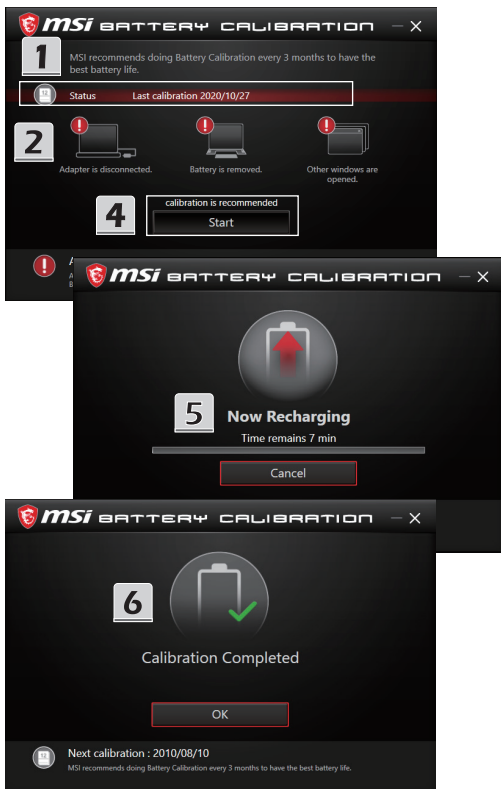 msi BATTERY CALIBRATION
1
MSI recommends doing Battery Calibration every 3 months to have the
best battery life.
12
Status Last calibration 2020/10/27
2
Adapter is disconnected. Battery is removed. Other windows are
opened.
4
calibration is recommended
Start
A
A
B
msi BATTERY CALIBRATION
5
Now Recharging
Time remains 7 min
Cancel
msi BATTERY CALIBRATION
6
Calibration Completed
OK
12
Next calibration : 2010/08/10
MSI recommends doing Battery Calibration every 3 months to have the best battery life.